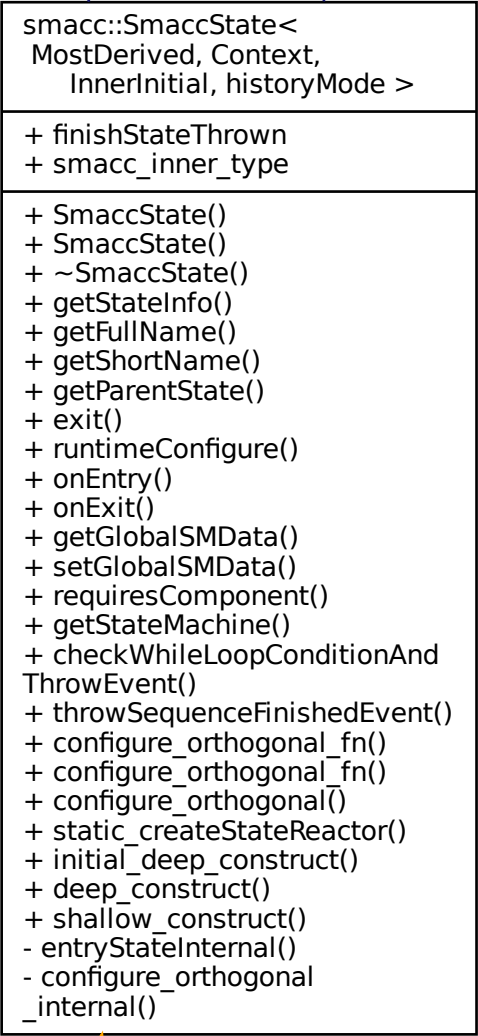 smacc::SmaccState<
MostDerived, Context,
InnerInitial, historyMode >
+ finishStateThrown
+ smacc_inner_type
+ SmaccState()
+ SmaccState()
+ ~SmaccState()
+ getStateInfo()
+ getFullName()
+ getShortName()
+ getParentState()
+ exit()
+ runtimeConfigure()
+ onEntry()
+ onExit()
+ getGlobalSMData()
+ setGlobalSMData()
+ requiresComponent()
+ getStateMachine()
+ checkWhileLoopConditionAnd
ThrowEvent()
+ throwSequenceFinishedEvent()
+ configure_orthogonal_fn()
+ configure_orthogonal_fn()
+ configure_orthogonal()
+ static_createStateReactor()
+ initial_deep_construct()
+ deep_construct()
+ shallow_construct()
- entryStateInternal()
- configure_orthogonal
_internal()